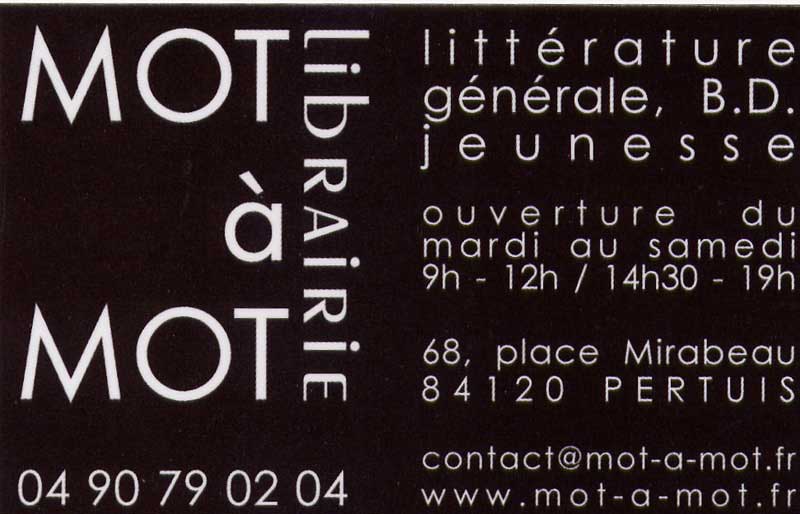 MOT
à
MOT
librairie
04 90 79 02 04
littérature
générale, B.D.
jeunesse
ouverture du
mardi au samedi
9h - 12h / 14h30 - 19h
68, place Mirabeau
84120 PERTUIS
contact@mot-a-mot.fr
www.mot-a-mot.fr